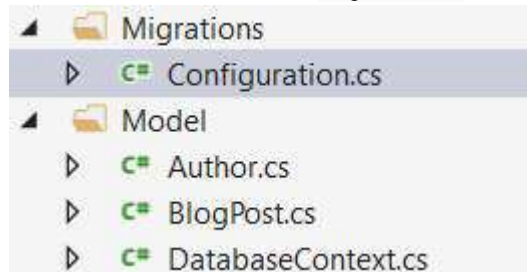 Migrations
C# Configuration.cs
Model
C# Author.cs
C# BlogPost.cs
C# DatabaseContext.cs